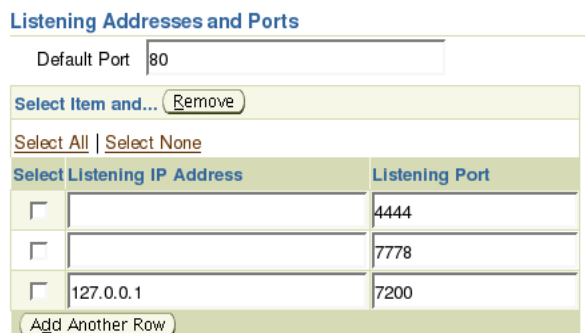 Listening Addresses and Ports
Default Port 80
Select Item and... Remove
Select All | Select None
Select Listening IP Address Listening Port
4444
7778
127.0.0.1 7200
Add Another Row